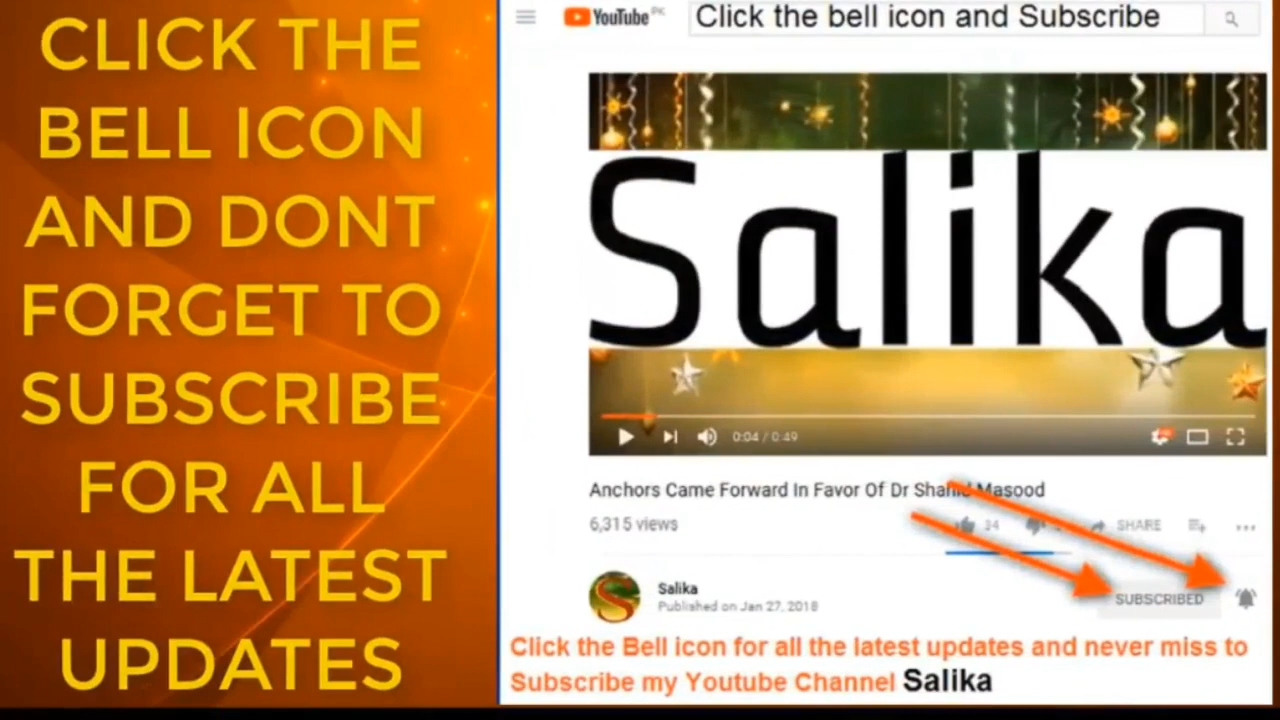 CLICK THE
BELL ICON
AND DONT
FORGET TO
SUBSCRIBE
FOR ALL
THE LATEST
UPDATES
YouTube PK
Click the bell icon and Subscribe
Salika
0:04 / 0:49
Anchors Came Forward In Favor Of Dr Shahid Masood
6,315 views
34
SHARE
Salika
Published on Jan 27, 2018
SUBSCRIBED
Click the Bell icon for all the latest updates and never miss to
Subscribe my Youtube Channel Salika